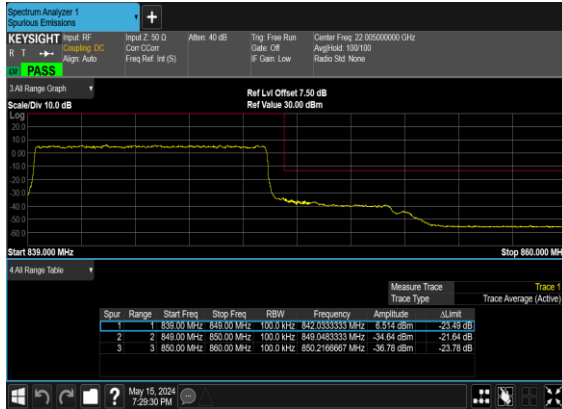 Spectrum Analyzer 1
Spurious Emissions
KEYSIGHT Input: RF Input Z: 50 Ω Atten: 40 dB Trig: Free Run Center Freq: 22.005000000 GHz
R T Coupling: DC Corr CCorr Gate: Off Avg|Hold: 100/100
Align: Auto Freq Ref: Int (S) IF Gain: Low Radio Std: None
LW PASS
3 All Range Graph
Ref Lvl Offset 7.50 dB
Scale/Div 10.0 dB Ref Value 30.00 dBm
Log
20.0
10.0
0.00
-10.0
-20.0
-30.0
-40.0
-50.0
-60.0
Start 839.000 MHz Stop 860.000 MHz
4 All Range Table
Measure Trace Trace 1
Trace Type Trace Average (Active)
Spur Range Start Freq Stop Freq RBW Frequency Amplitude ΔLimit
1 1 839.00 MHz 849.00 MHz 100.0 kHz 842.0333333 MHz 6.514 dBm -23.49 dB
2 2 849.00 MHz 850.00 MHz 100.0 kHz 849.0483333 MHz -34.64 dBm -21.64 dB
3 3 850.00 MHz 860.00 MHz 100.0 kHz 850.2166667 MHz -36.78 dBm -23.78 dB
May 15, 2024
7:29:30 PM